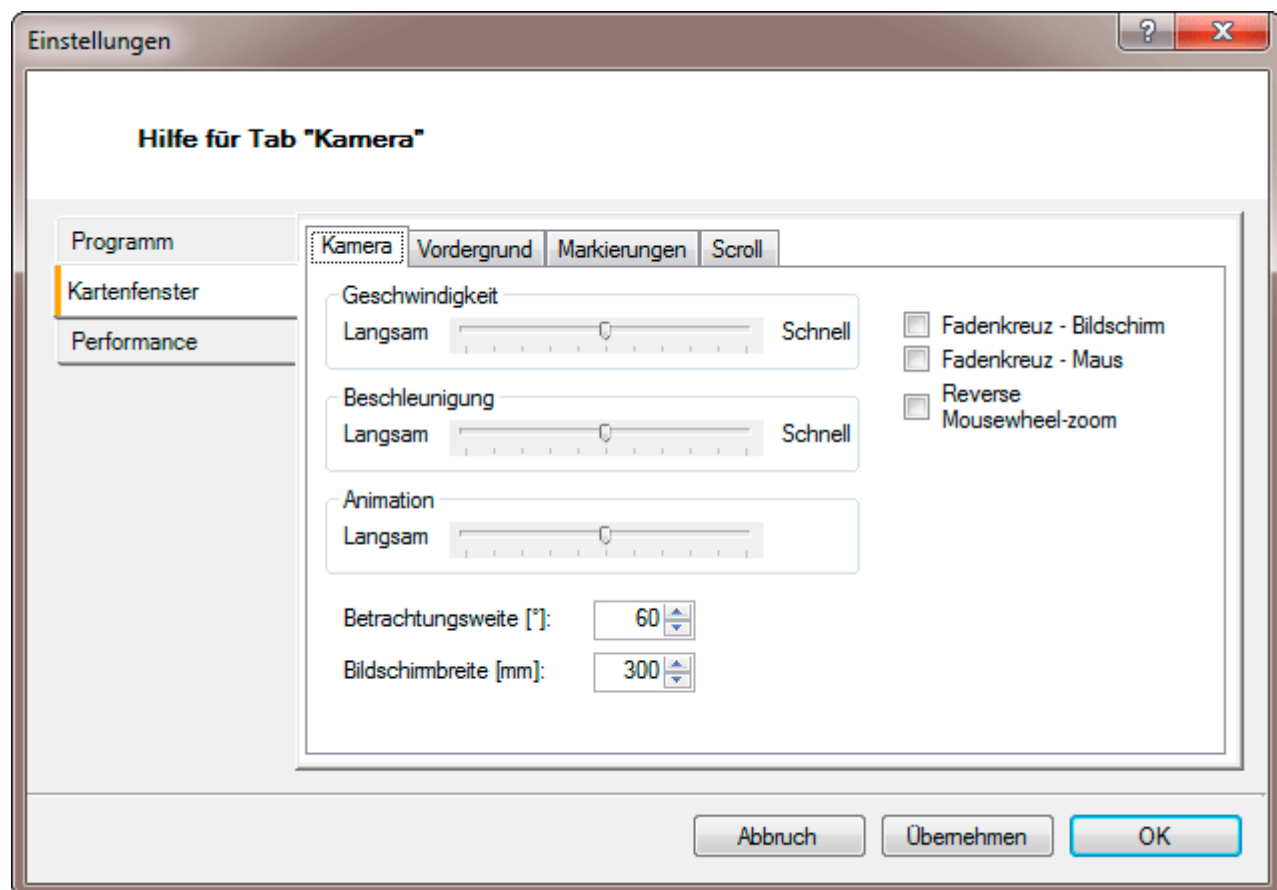 Einstellungen
?
Hilfe für Tab "Kamera"
Programm
Kartenfenster
Performance
Kamera Vordergrund Markierungen Scroll
Geschwindigkeit
Langsam Schnell
Beschleunigung
Langsam Schnell
Animation
Langsam
Betrachtungsweite [°]: 60
Bildschirmbreite [mm]: 300
Fadenkreuz - Bildschirm
Fadenkreuz - Maus
Reverse
Mousewheel-zoom
Abbruch Übernehmen OK